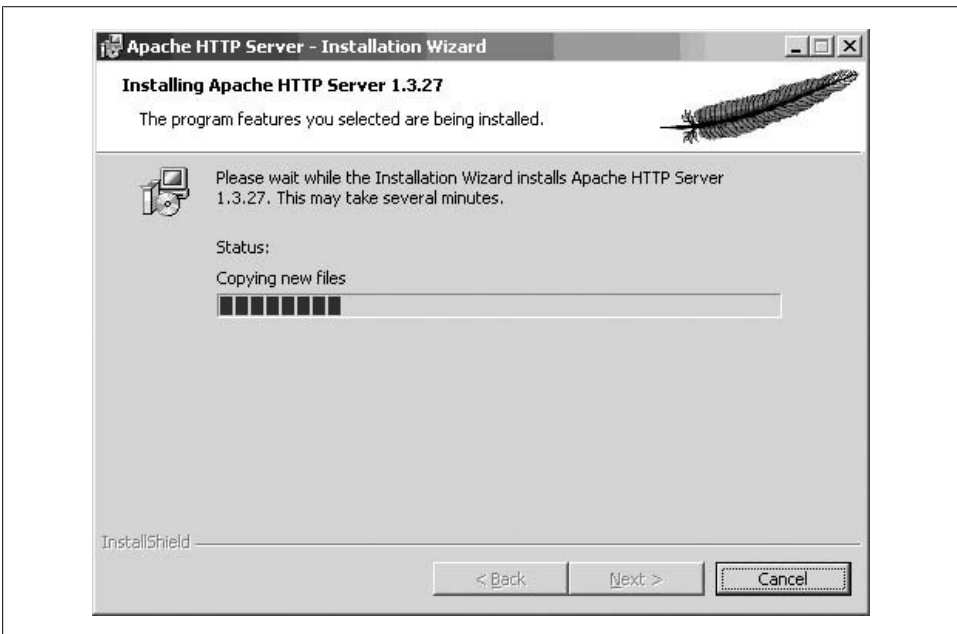 Apache HTTP Server - Installation Wizard
Installing Apache HTTP Server 1.3.27
The program features you selected are being installed.
Please wait while the Installation Wizard installs Apache HTTP Server
1.3.27. This may take several minutes.
Status:
Copying new files
InstallShield
< Back Next > Cancel